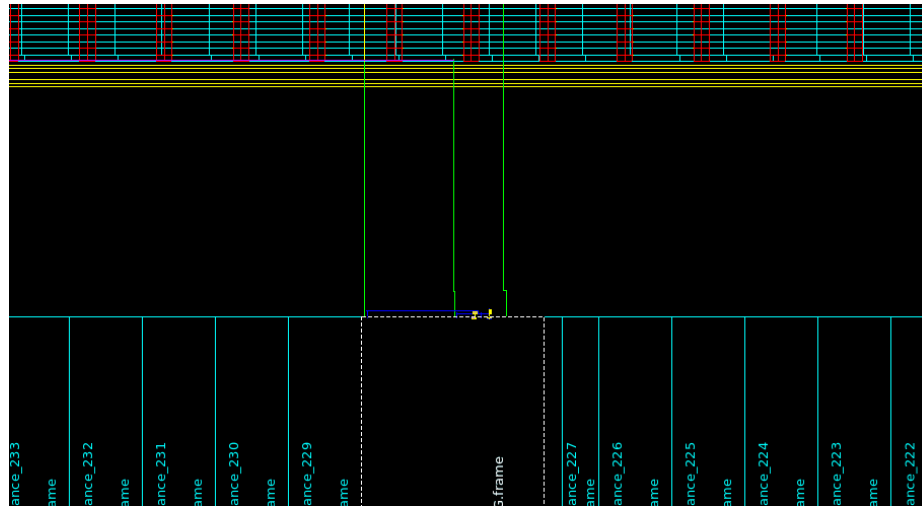 ance_233
ame
ance_232
ame
ance_231
ame
ance_230
ame
ance_229
ame
G.frame
ance_227
ame
ance_226
ame
ance_225
ame
ance_224
ame
ance_223
ame
ance_222